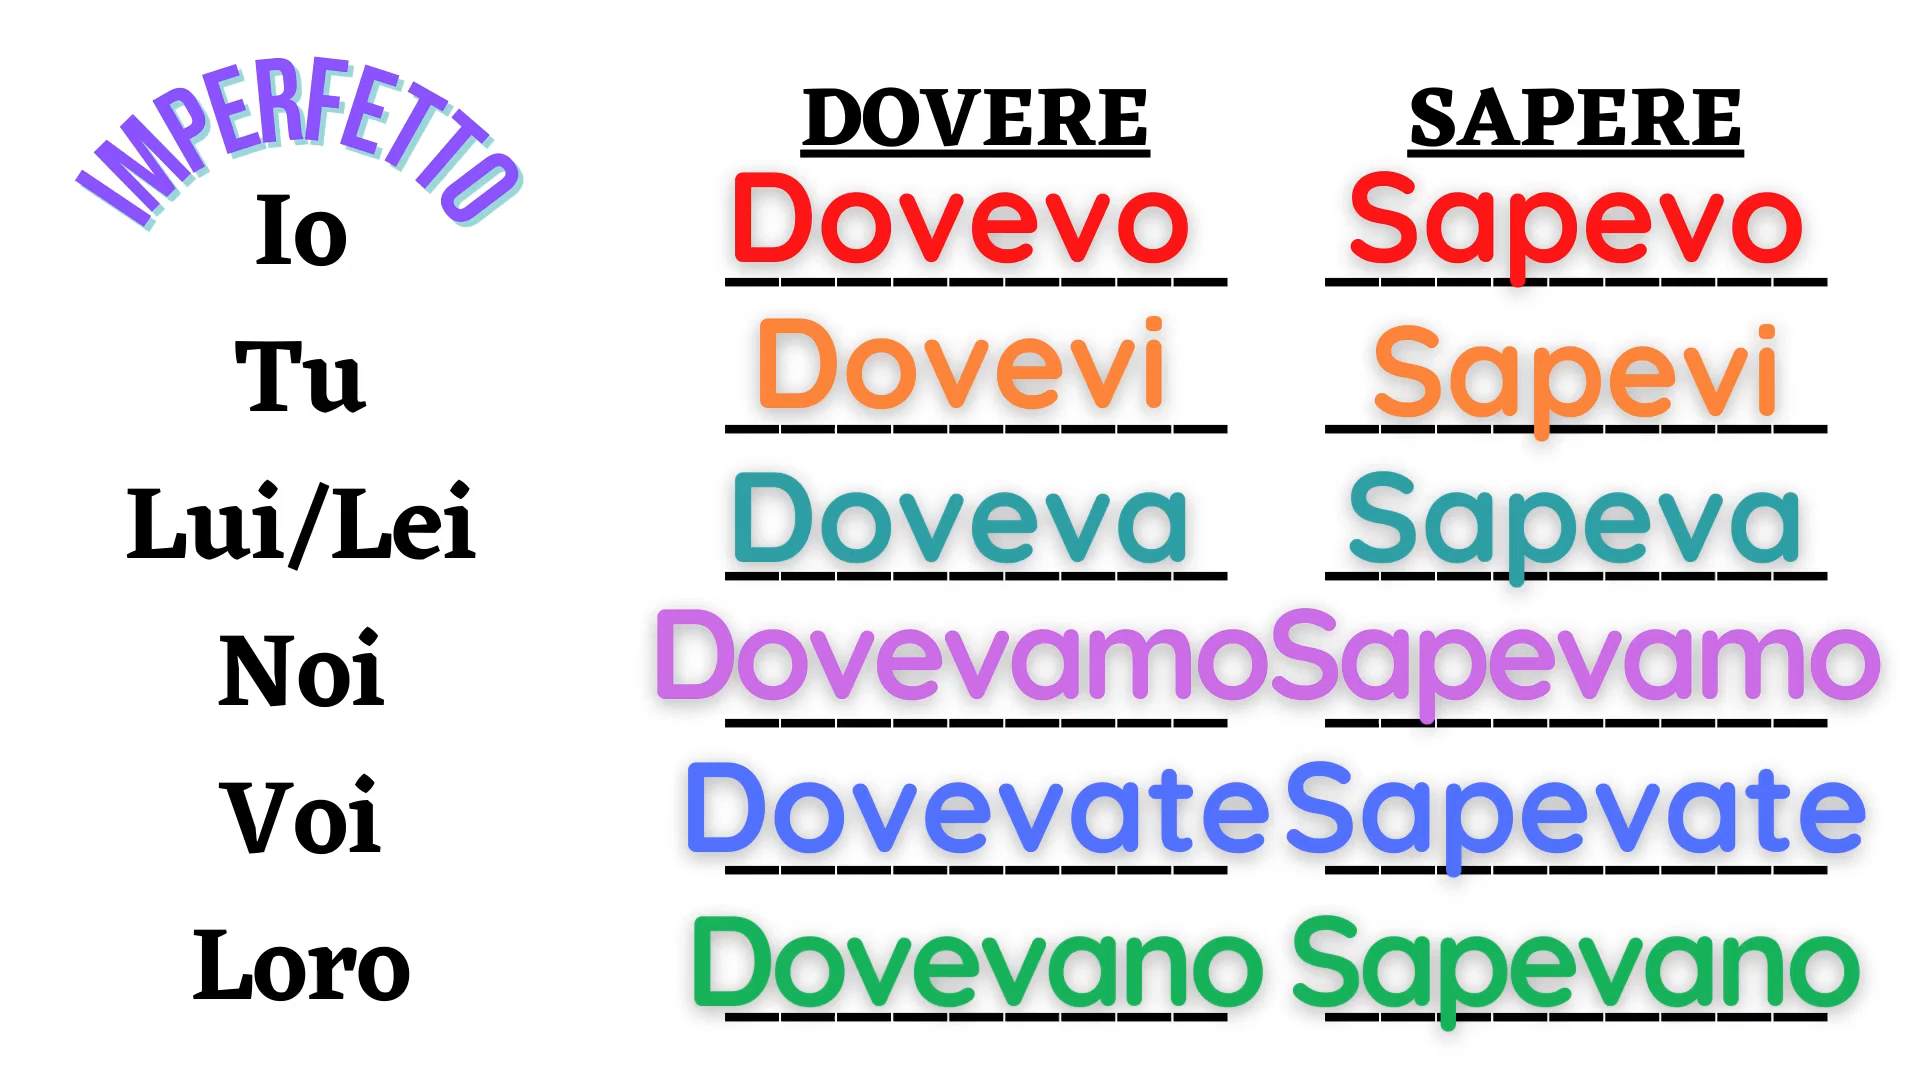 IMPERFETTO
DOVERE SAPERE
Io Dovevo Sapevo
Tu Dovevi Sapevi
Lui/Lei Doveva Sapeva
Noi Dovevamo Sapevamo
Voi Dovevate Sapevate
Loro Dovevano Sapevano